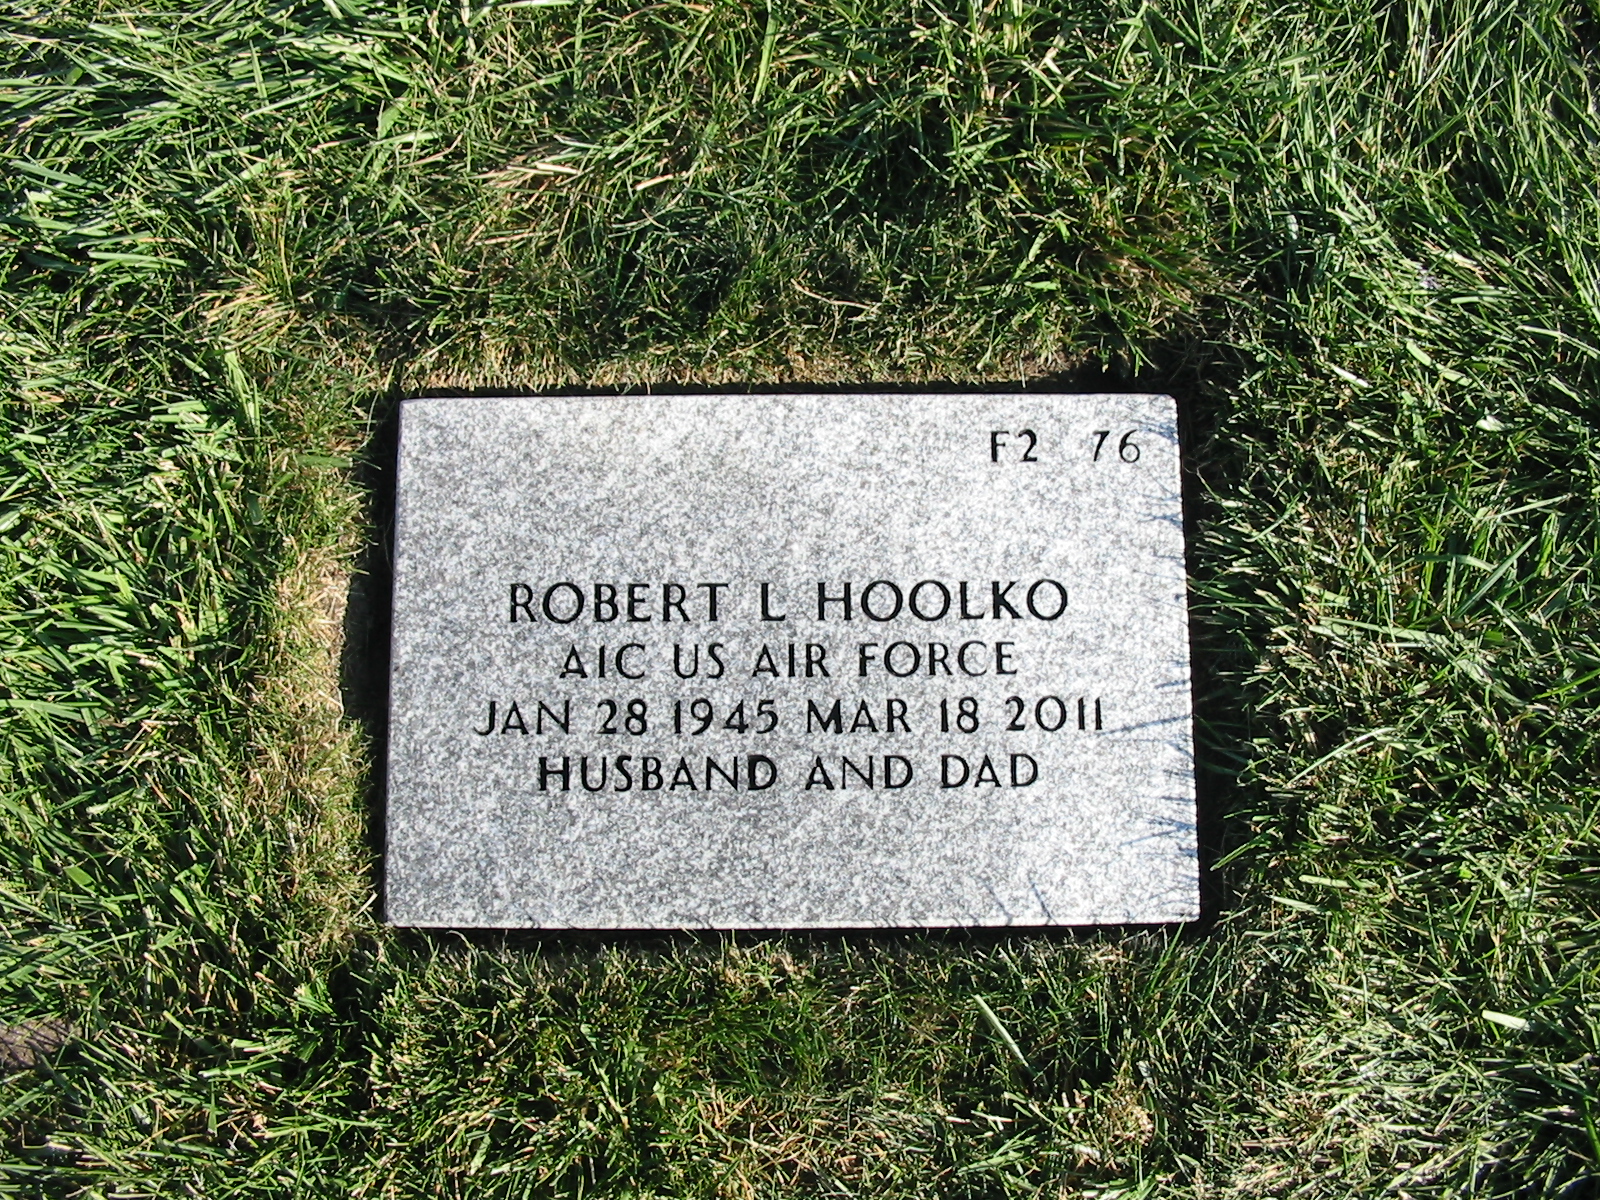 F2 76
ROBERT L HOOLKO
A1C US AIR FORCE
JAN 28 1945 MAR 18 2011
HUSBAND AND DAD